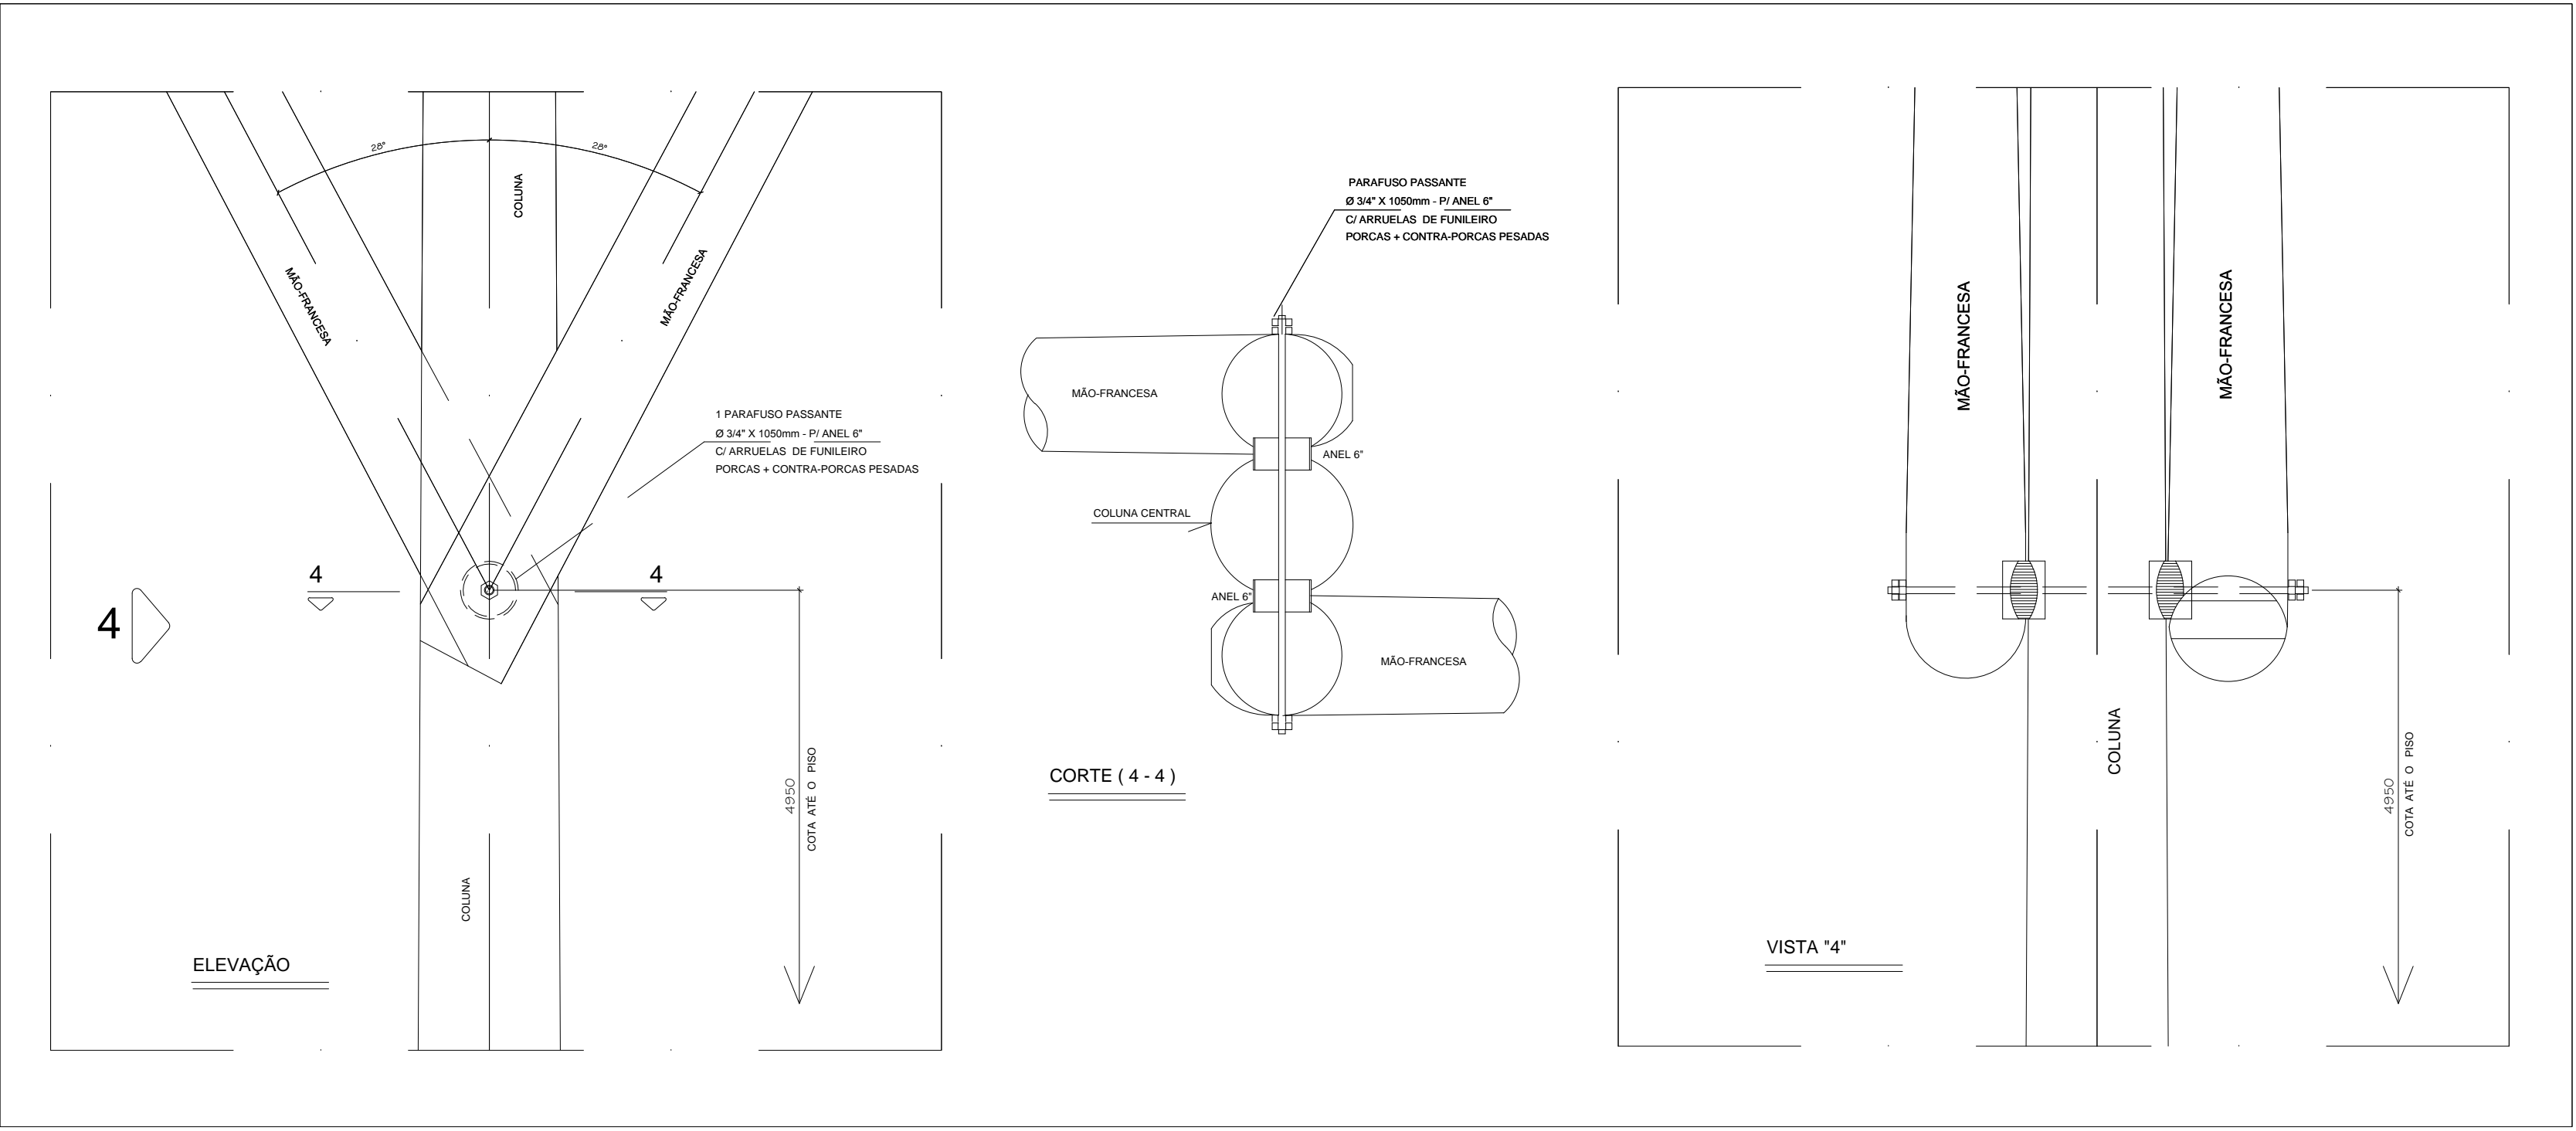 28°
28°
COLUNA
MÃO-FRANCESA
MÃO-FRANCESA
1 PARAFUSO PASSANTE
Ø 3/4" X 1050mm - P/ ANEL 6"
C/ ARRUELAS DE FUNILEIRO
PORCAS + CONTRA-PORCAS PESADAS
4
4
4
4950
COTA ATÉ O PISO
COLUNA
ELEVAÇÃO
PARAFUSO PASSANTE
Ø 3/4" X 1050mm - P/ ANEL 6"
C/ ARRUELAS DE FUNILEIRO
PORCAS + CONTRA-PORCAS PESADAS
MÃO-FRANCESA
ANEL 6"
COLUNA CENTRAL
ANEL 6"
MÃO-FRANCESA
CORTE ( 4 - 4 )
MÃO-FRANCESA
MÃO-FRANCESA
COLUNA
4950
COTA ATÉ O PISO
VISTA "4"